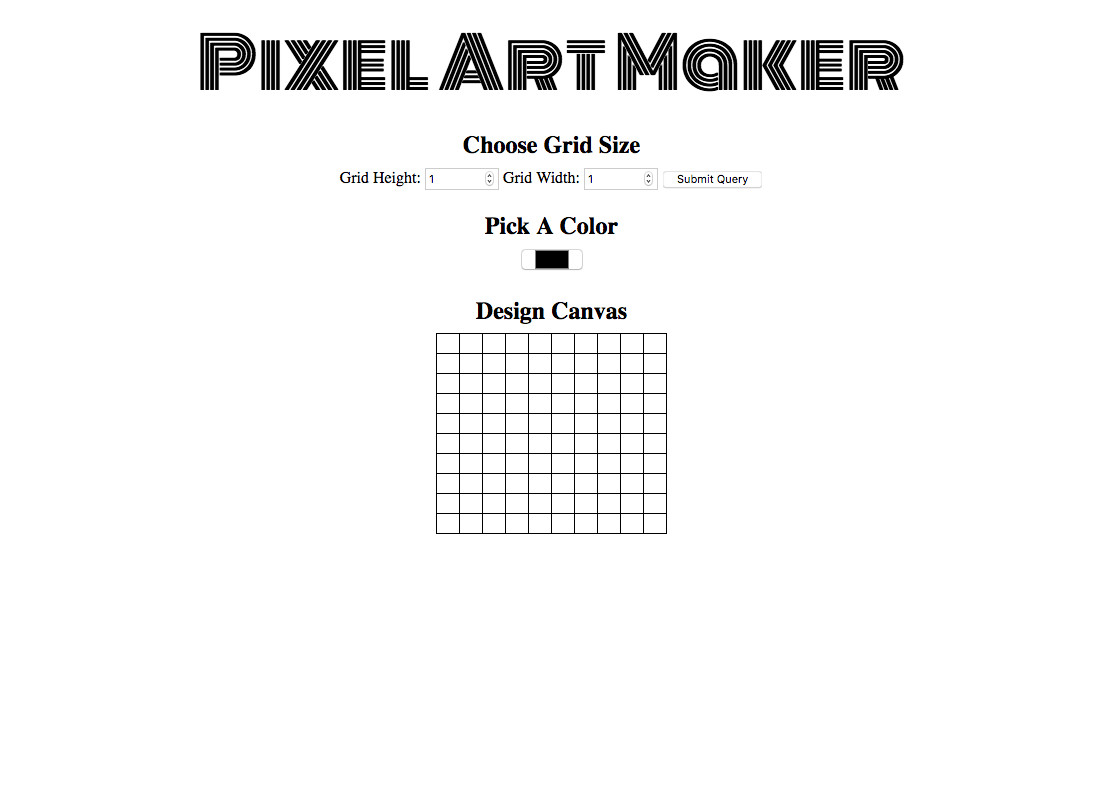 Pixel Art Maker
Choose Grid Size
Grid Height: 1 Grid Width: 1 Submit Query
Pick A Color
Design Canvas